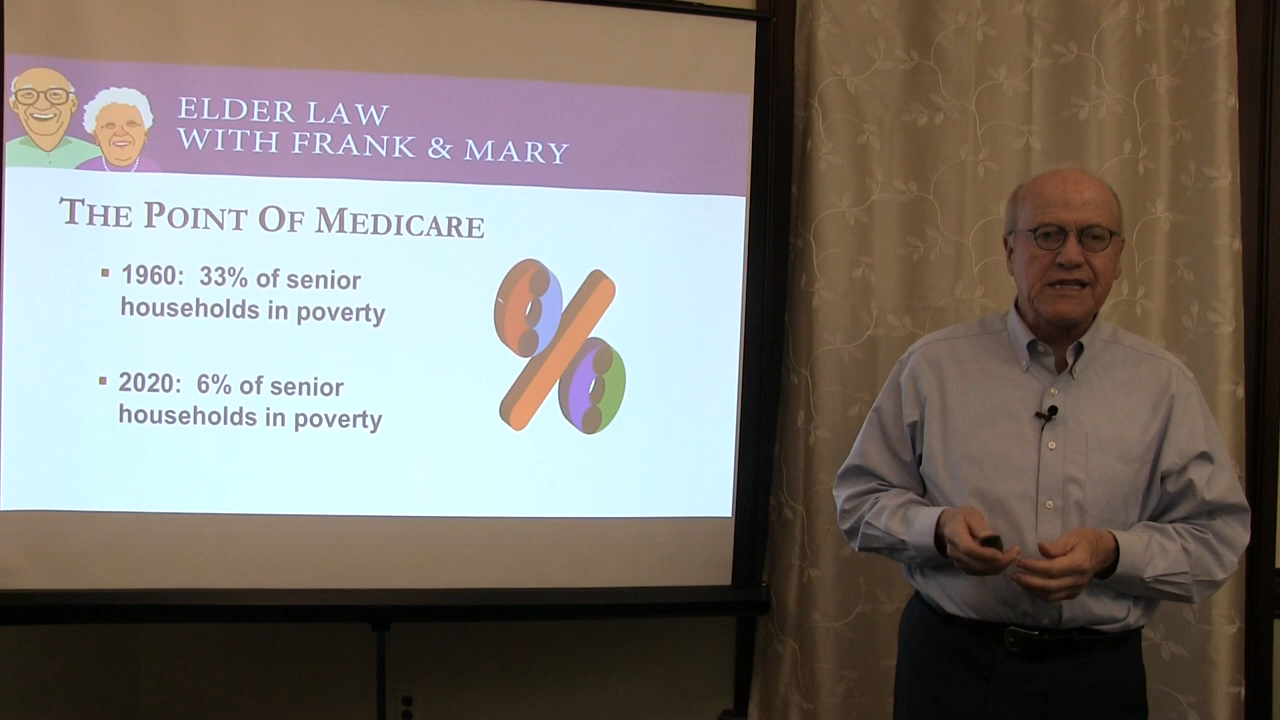 ELDER LAW
WITH FRANK & MARY
THE POINT OF MEDICARE
▪ 1960: 33% of senior
households in poverty
▪ 2020: 6% of senior
households in poverty
%